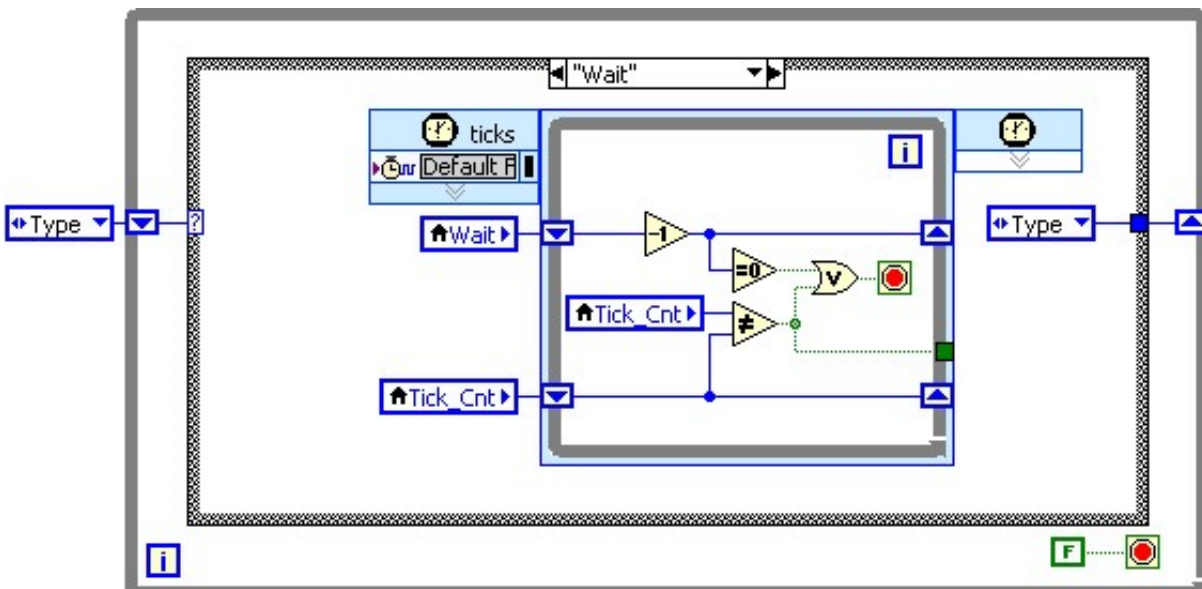 "Wait"
ticks
Default F
Type
?
i
Wait
-1
Type
=0
V
Tick_Cnt
≠
Tick_Cnt
i
F